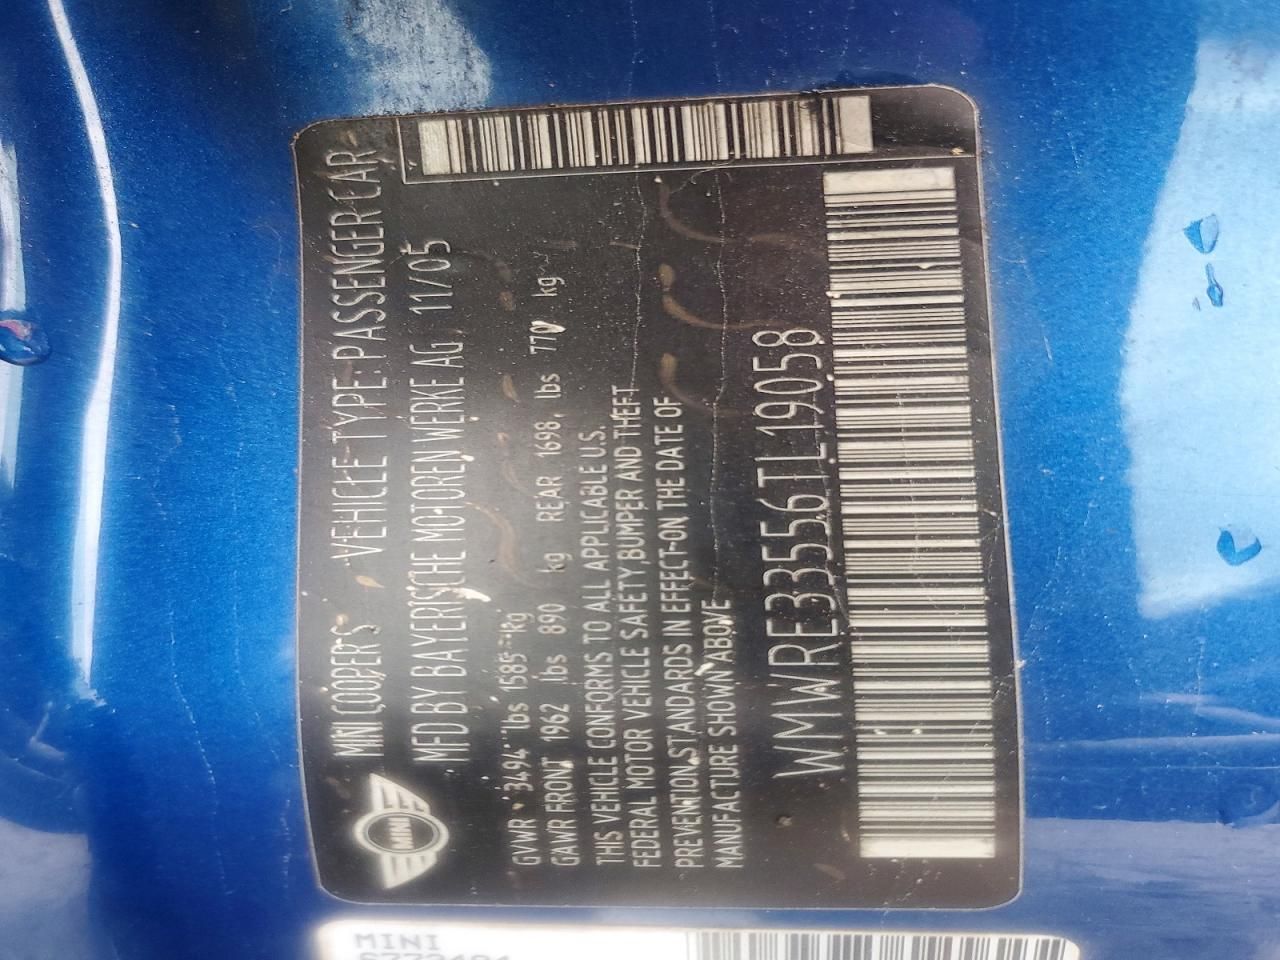 MINI COOPER S VEHICLE TYPE: PASSENGER CAR
MINI
MFD BY BAYERISCHE MOTOREN WERKE AG 11/05
GVWR 3494 lbs 1585 kg
GAWR FRONT 1962 lbs 890 kg REAR 1698 lbs 770 kg
THIS VEHICLE CONFORMS TO ALL APPLICABLE U.S.
FEDERAL MOTOR VEHICLE SAFETY, BUMPER AND THEFT
PREVENTION STANDARDS IN EFFECT ON THE DATE OF
MANUFACTURE SHOWN ABOVE
WMWRE33556TL19058
MINI